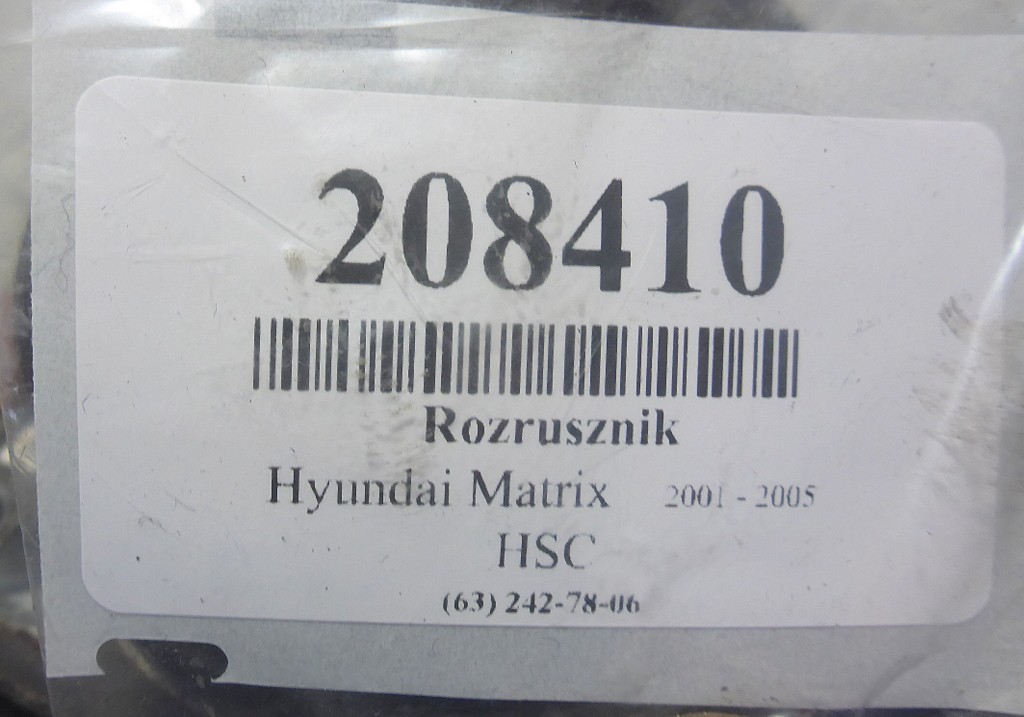 208410
Rozrusznik
Hyundai Matrix 2001 - 2005
HSC
(63) 242-78-06